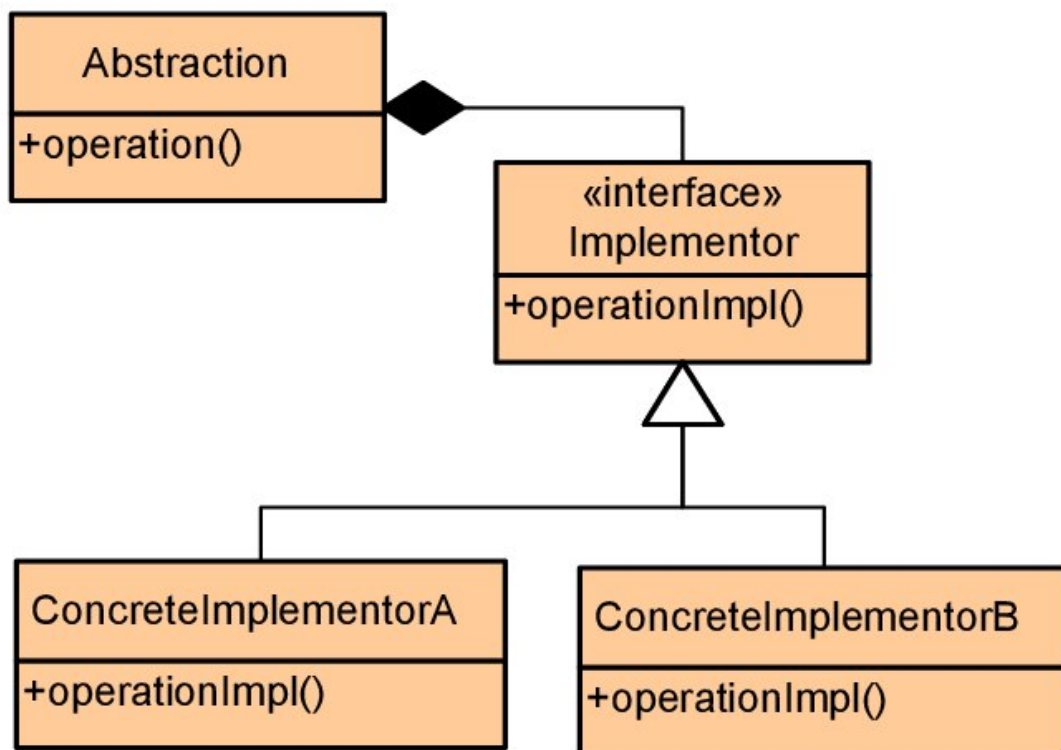 Abstraction
+operation()
«interface»
Implementor
+operationImpl()
ConcreteImplementorA
+operationImpl()
ConcreteImplementorB
+operationImpl()